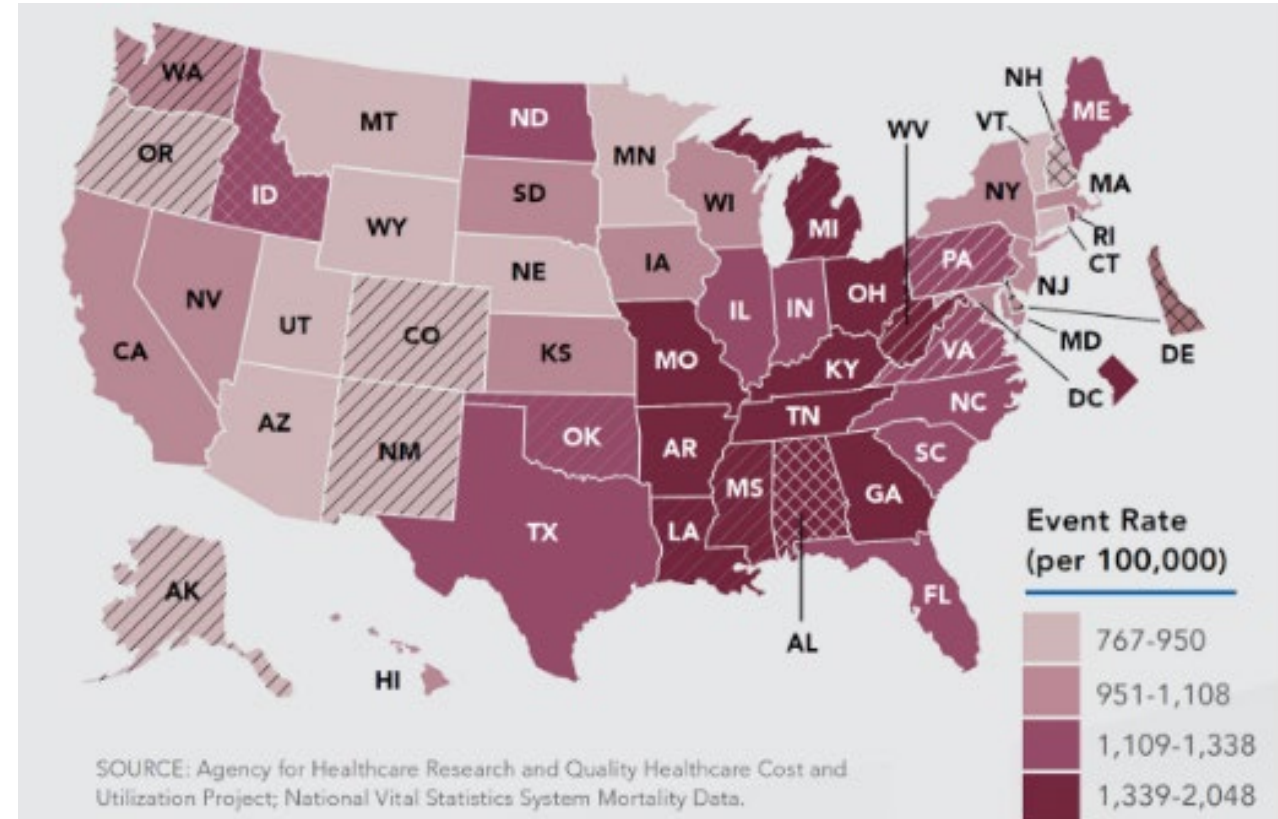 WA
OR
ID
MT
ND
MN
SD
WI
WY
NE
IA
NV
UT
CO
KS
CA
AZ
NM
OK
TX
MO
AR
LA
MS
IL
IN
MI
OH
KY
TN
GA
WV
NH
VT
ME
NY
MA
RI
CT
PA
NJ
MD
DE
VA
DC
NC
SC
FL
AL
AK
HI
Event Rate
(per 100,000)
767-950
951-1,108
1,109-1,338
1,339-2,048
SOURCE: Agency for Healthcare Research and Quality Healthcare Cost and
Utilization Project; National Vital Statistics System Mortality Data.